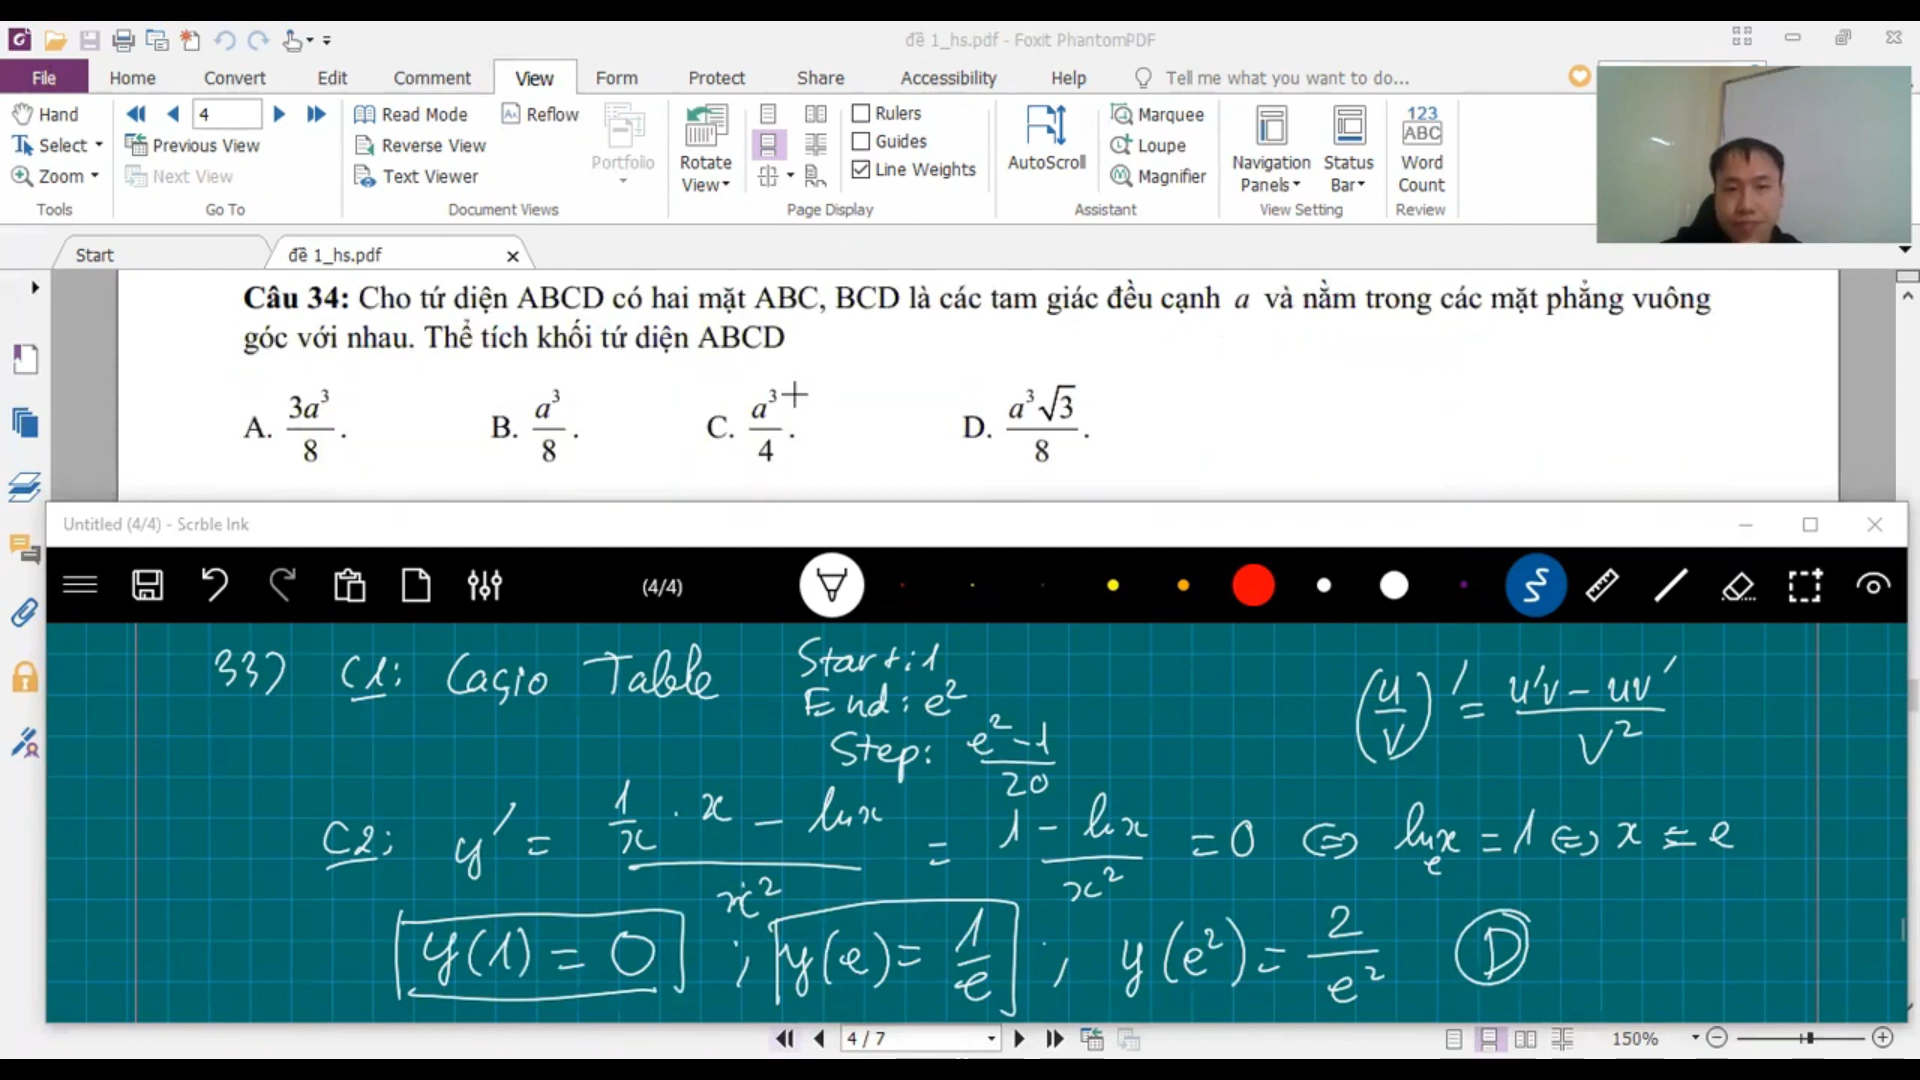 đề 1_hs.pdf - Foxit PhantomPDF
File Home Convert Edit Comment View Form Protect Share Accessibility Help Tell me what you want to do...
Hand 4 Read Mode Reflow Rulers Marquee 123
Select Previous View Reverse View Guides Loupe ABC
Zoom Next View Text Viewer Portfolio Rotate View Line Weights AutoScroll Magnifier Navigation Panels Status Bar Word Count
Tools Go To Document Views Page Display Assistant View Setting Review
Start đề 1_hs.pdf
Câu 34: Cho tứ diện ABCD có hai mặt ABC, BCD là các tam giác đều cạnh a và nằm trong các mặt phẳng vuông
góc với nhau. Thể tích khối tứ diện ABCD
A. 3a³/8 . B. a³/8 . C. a³/4 . D. a³√3/8 .
Untitled (4/4) - Scrble Ink
(4/4)
33) C1: Casio Table Start: 1
End: e²
Step: (e² - 1)/20
(u/v)' = (u'v - uv')/v²
C2: y' = (1/x · x - lnx)/x² = (1 - lnx)/x² = 0 ⇔ ln x = 1 ⇔ x = e
e
y(1) = 0 ; y(e) = 1/e ; y(e²) = 2/e² D
4 / 7 150%